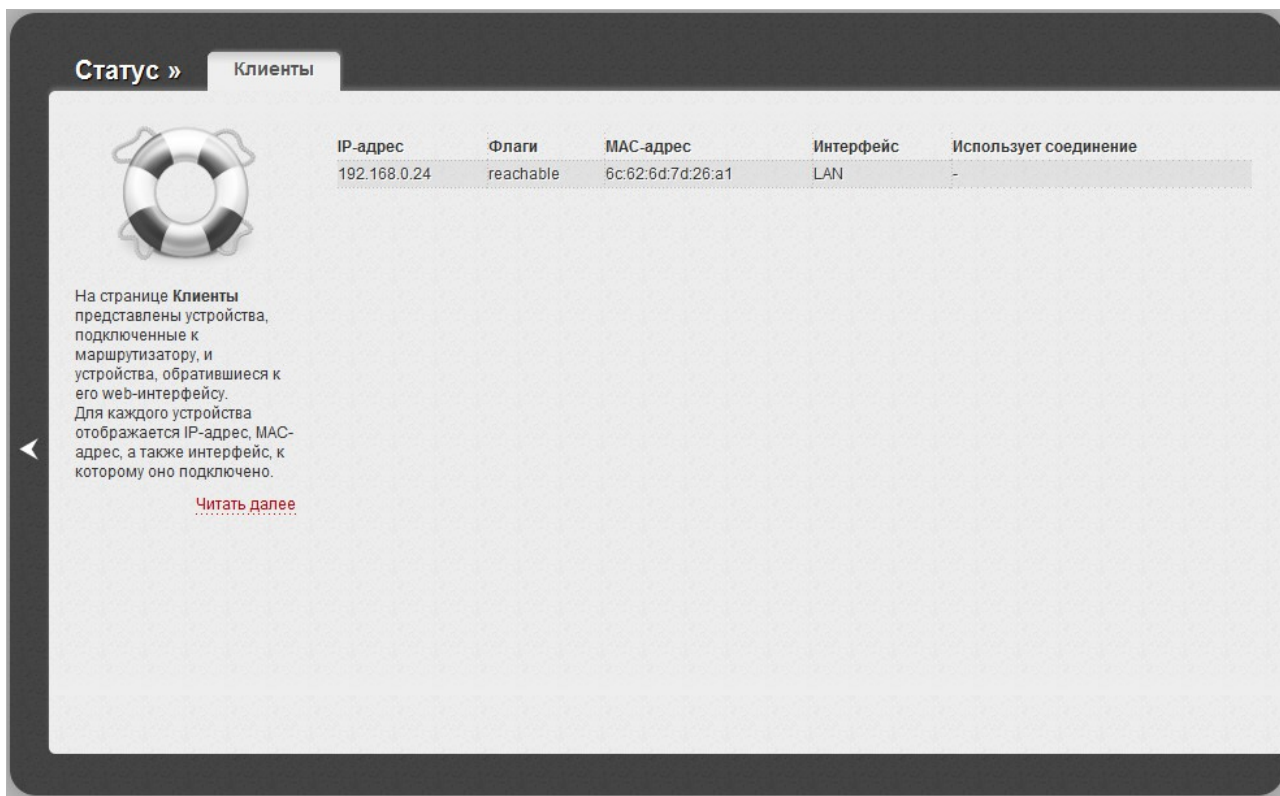 Статус »
Клиенты
IP-адрес Флаги MAC-адрес Интерфейс Использует соединение
192.168.0.24 reachable 6c:62:6d:7d:26:a1 LAN -
На странице Клиенты
представлены устройства,
подключенные к
маршрутизатору, и
устройства, обратившиеся к
его web-интерфейсу.
Для каждого устройства
отображается IP-адрес, MAC-
адрес, а также интерфейс, к
которому оно подключено.
Читать далее